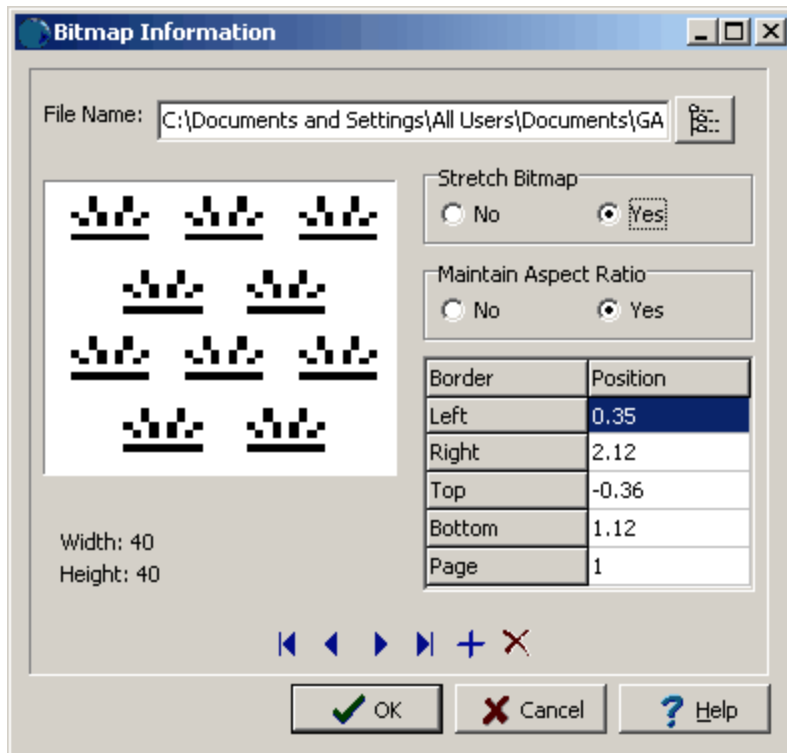 Bitmap Information
File Name: C:\Documents and Settings\All Users\Documents\GA
Stretch Bitmap
No Yes
Maintain Aspect Ratio
No Yes
Border Position
Left 0.35
Right 2.12
Top -0.36
Bottom 1.12
Page 1
Width: 40
Height: 40
OK Cancel Help